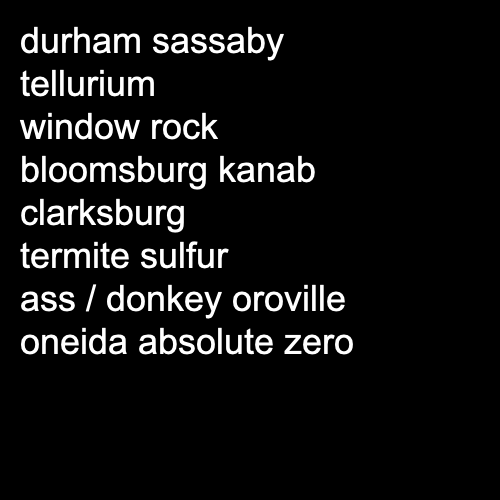 durham sassaby
tellurium
window rock
bloomsburg kanab
clarksburg
termite sulfur
ass / donkey oroville
oneida absolute zero